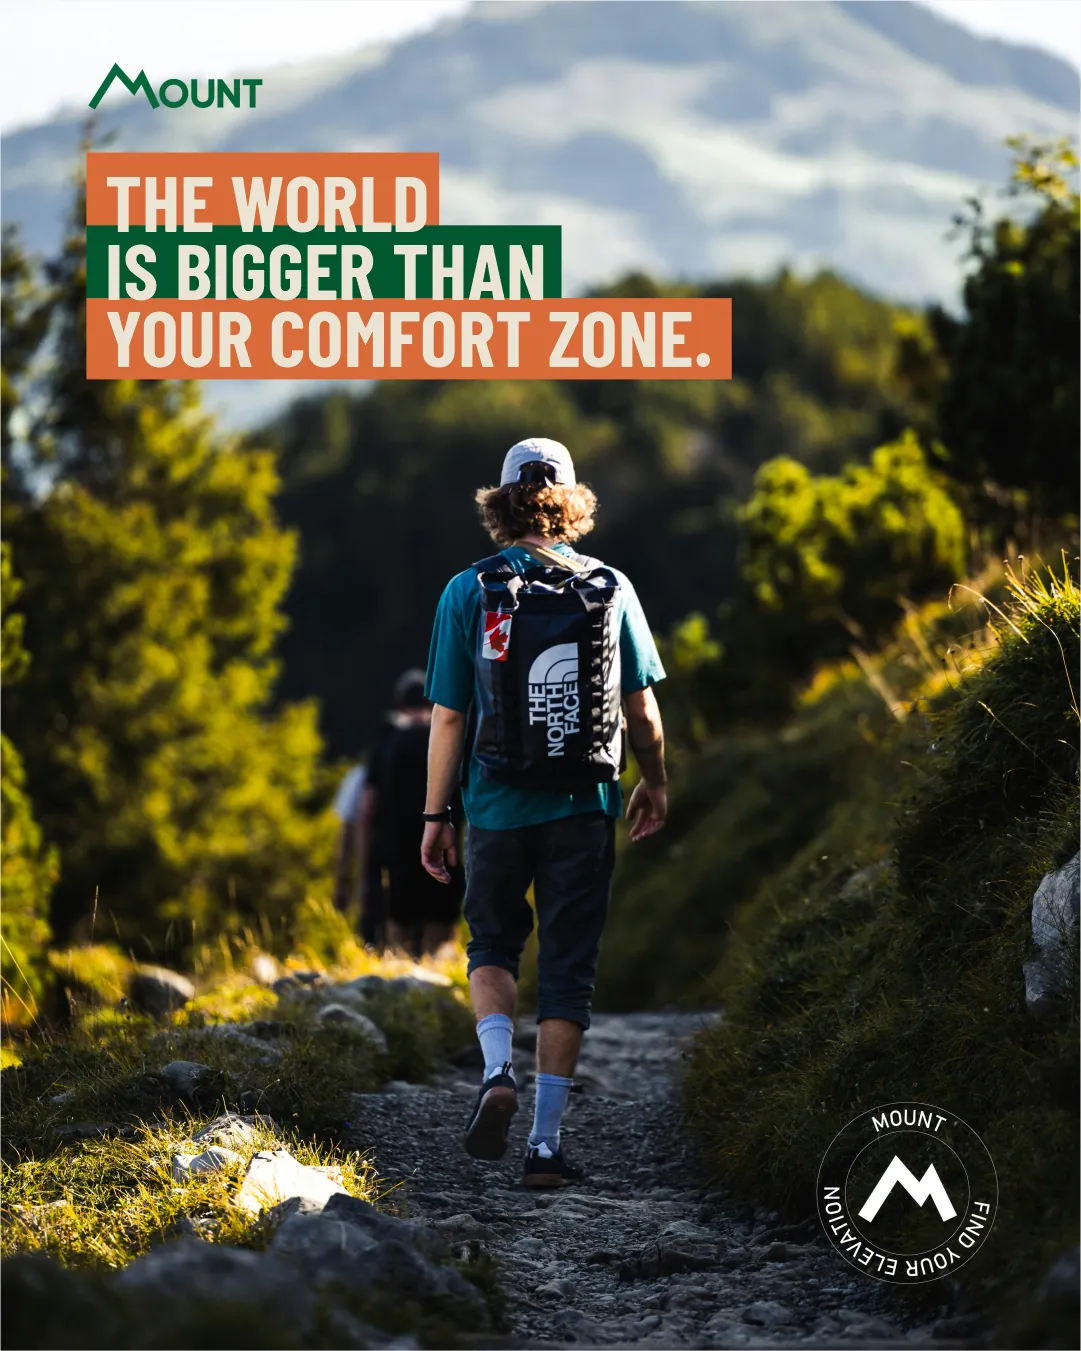 MOUNT
THE WORLD
IS BIGGER THAN
YOUR COMFORT ZONE.
THE
NORTH
FACE
MOUNT
FIND YOUR ELEVATION